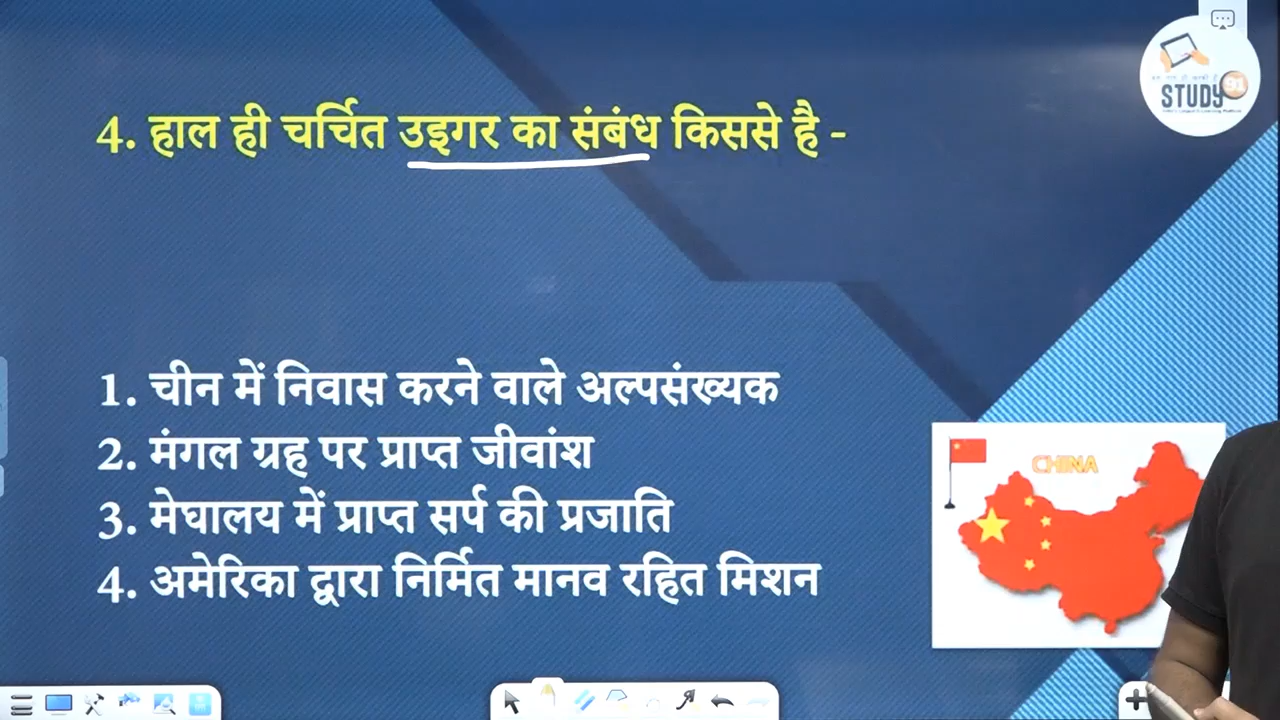 4. हाल ही चर्चित उइगर का संबंध किससे है -
1. चीन में निवास करने वाले अल्पसंख्यक
2. मंगल ग्रह पर प्राप्त जीवांश
3. मेघालय में प्राप्त सर्प की प्रजाति
4. अमेरिका द्वारा निर्मित मानव रहित मिशन
CHINA
STUDY 91